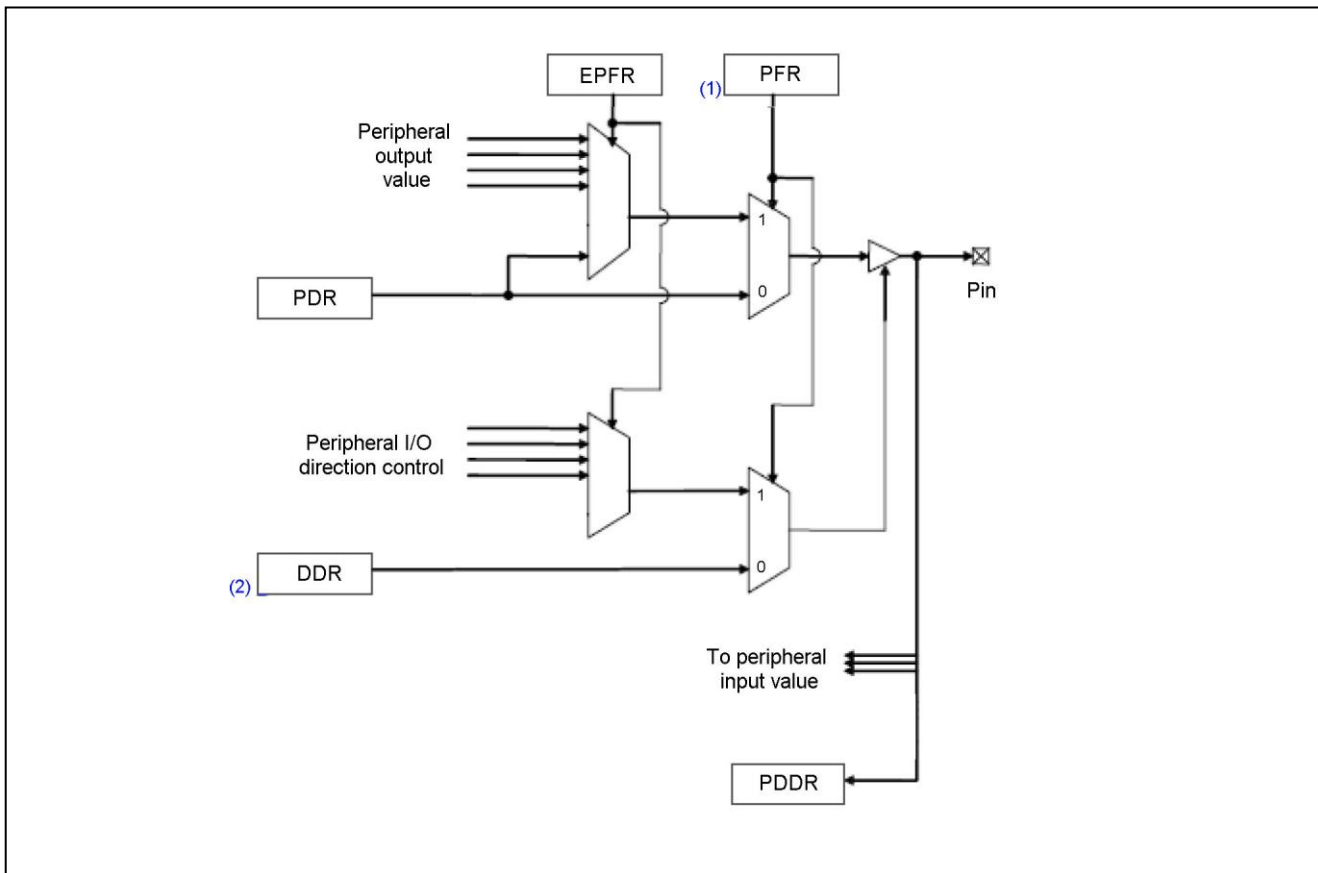 EPFR
PFR
(1)
Peripheral
output
value
1
0
PDR
Pin
Peripheral I/O
direction control
1
0
DDR
(2)
To peripheral
input value
PDDR